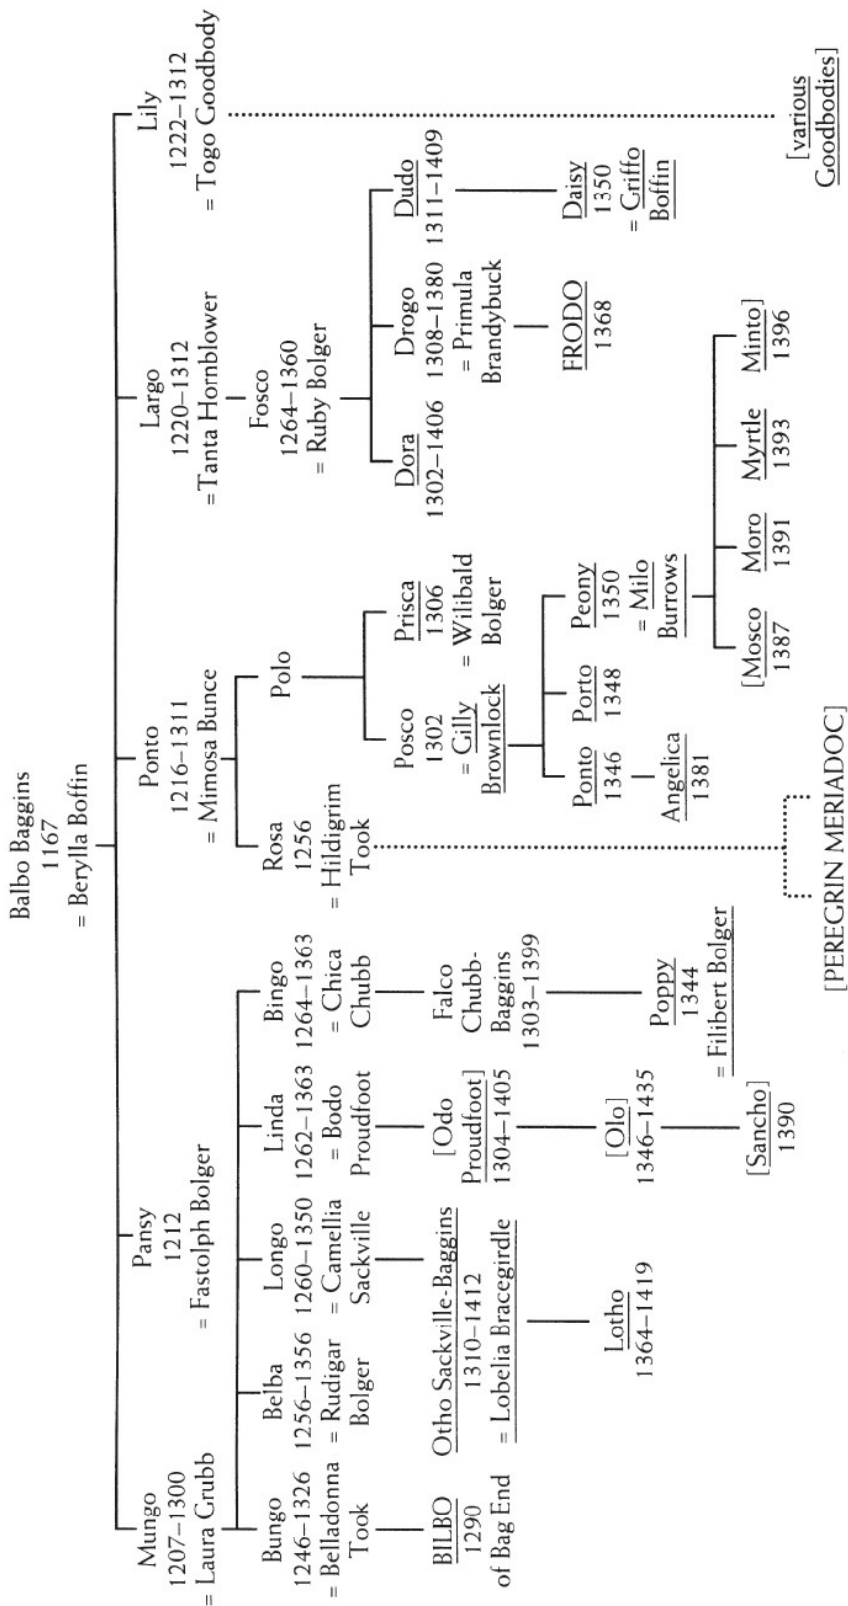 Balbo Baggins
1167
= Berylla Boffin
Mungo
1207–1300
= Laura Grubb
Pansy
1212
= Fastolph Bolger
Ponto
1216–1311
= Mimosa Bunce
Largo
1220–1312
=Tanta Hornblower
Lily
1222–1312
= Togo Goodbody
Bungo
1246–1326
= Belladonna
Took
Belba
1256–1356
= Rudigar
Bolger
Longo
1260–1350
= Camellia
Sackville
Linda
1262–1363
= Bodo
Proudfoot
Bingo
1264–1363
= Chica
Chubb
Rosa
1256
= Hildigrim
Took
Polo
Fosco
1264–1360
= Ruby Bolger
BILBO
1290
of Bag End
Otho Sackville-Baggins
1310–1412
= Lobelia Bracegirdle
[Odo
Proudfoot]
1304–1405
Falco
Chubb-
Baggins
1303–1399
Posco
1302
= Gilly
Brownlock
Prisca
1306
= Wilibald
Bolger
Dora
1302–1406
Drogo
1308–1380
= Primula
Brandybuck
Dudo
1311–1409
Lotho
1364–1419
[Olo]
1346–1435
Poppy
1344
= Filibert Bolger
Ponto
1346
Porto
1348
Peony
1350
= Milo
Burrows
FRODO
1368
Daisy
1350
= Griffo
Boffin
[Sancho]
1390
Angelica
1381
[Mosco
1387
Moro
1391
Myrtle
1393
Minto]
1396
[PEREGRIN MERIADOC]
[various
Goodbodies]